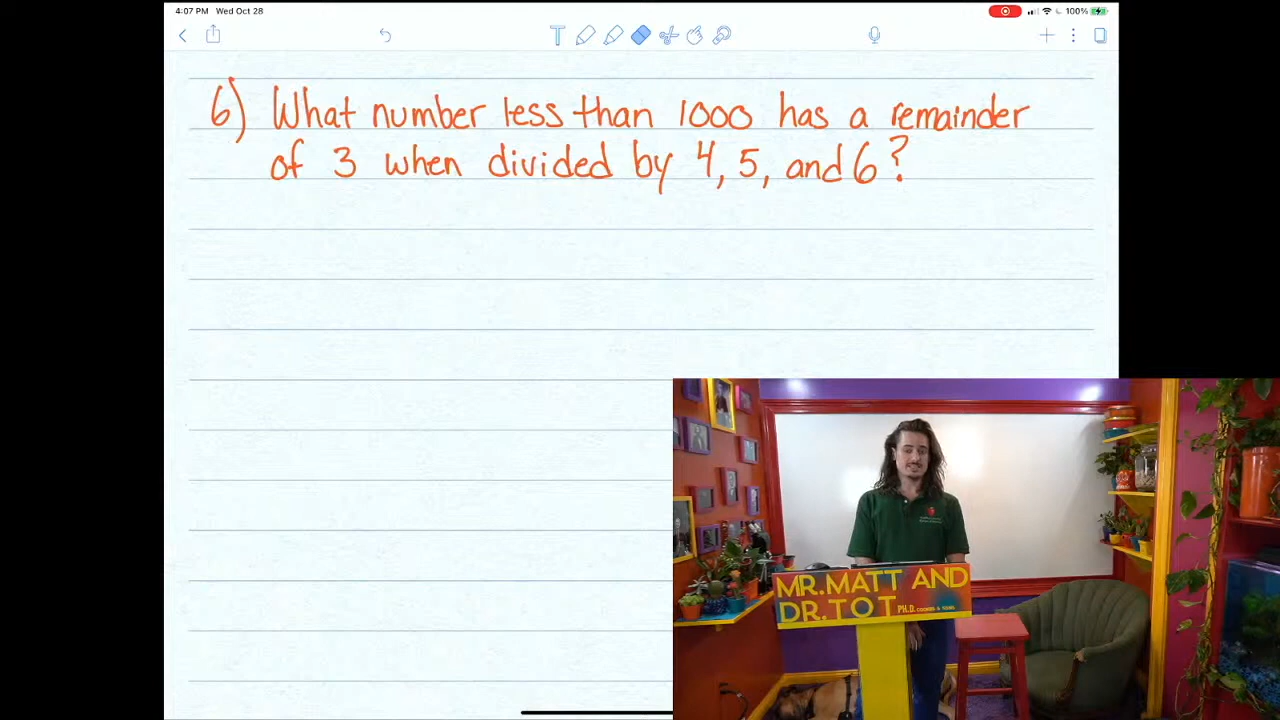 4:07 PM Wed Oct 28
100%
6) What number less than 1000 has a remainder
of 3 when divided by 4, 5, and 6?
MR. MATT AND
DR. TOT PH.D.